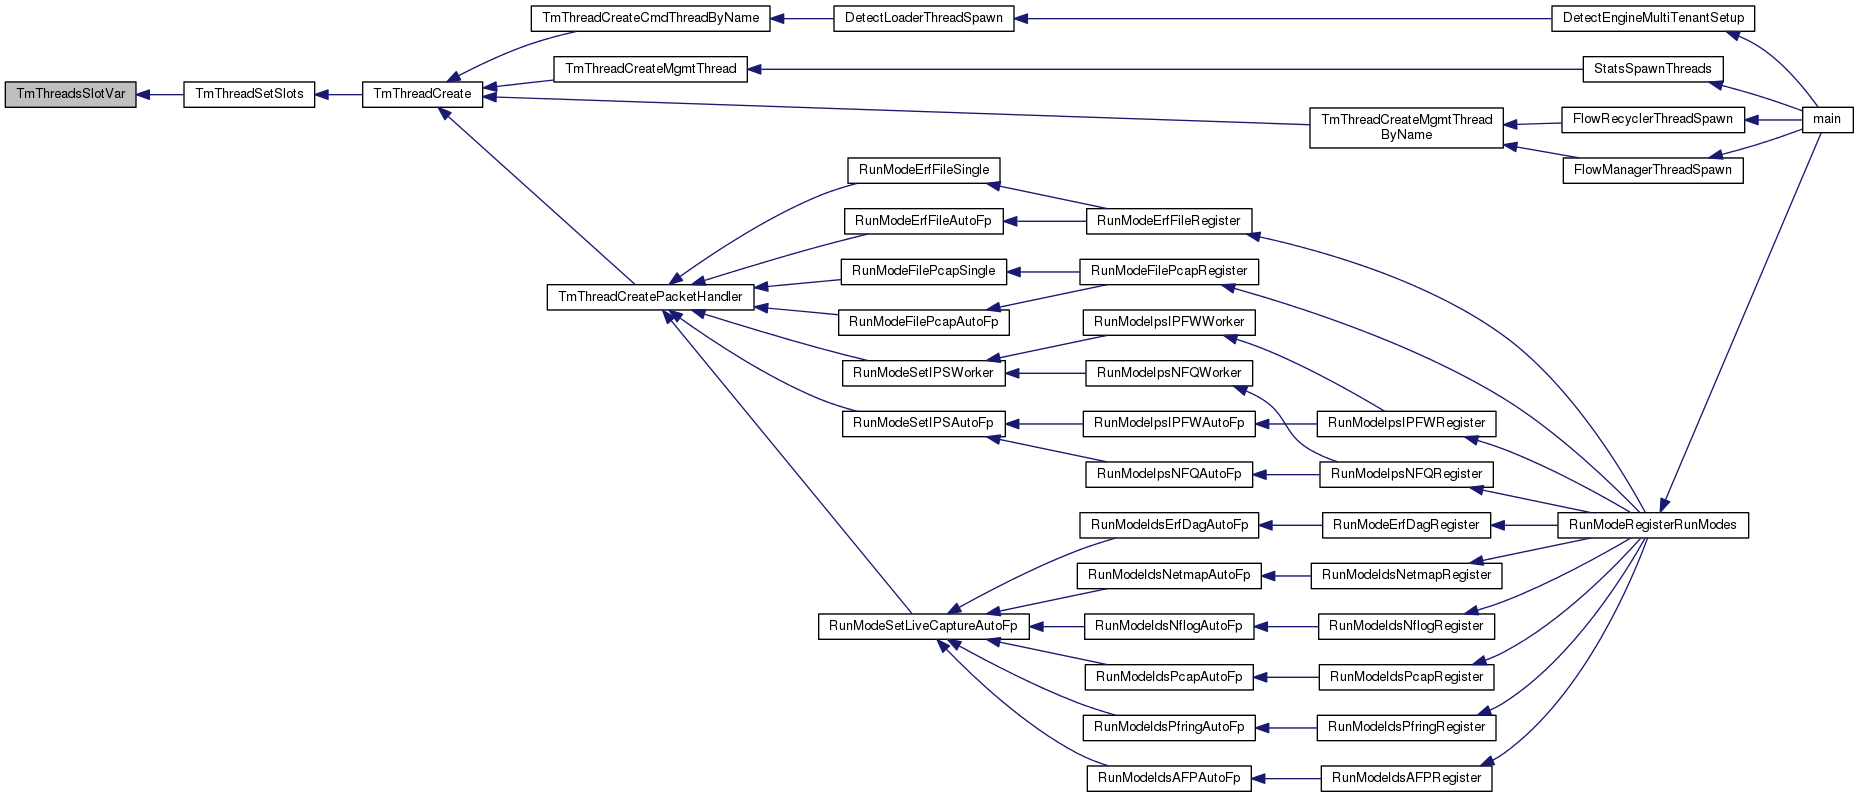 TmThreadCreateCmdThreadByName
DetectLoaderThreadSpawn
DetectEngineMultiTenantSetup
TmThreadCreateMgmtThread
StatsSpawnThreads
TmThreadsSlotVar
TmThreadSetSlots
TmThreadCreate
TmThreadCreateMgmtThread
ByName
FlowRecyclerThreadSpawn
main
FlowManagerThreadSpawn
RunModeErfFileSingle
RunModeErfFileAutoFp
RunModeErfFileRegister
RunModeFilePcapSingle
RunModeFilePcapRegister
TmThreadCreatePacketHandler
RunModeFilePcapAutoFp
RunModeIpsIPFWWorker
RunModeSetIPSWorker
RunModeIpsNFQWorker
RunModeSetIPSAutoFp
RunModeIpsIPFWAutoFp
RunModeIpsIPFWRegister
RunModeIpsNFQAutoFp
RunModeIpsNFQRegister
RunModeIdsErfDagAutoFp
RunModeErfDagRegister
RunModeRegisterRunModes
RunModeIdsNetmapAutoFp
RunModeIdsNetmapRegister
RunModeSetLiveCaptureAutoFp
RunModeIdsNflogAutoFp
RunModeIdsNflogRegister
RunModeIdsPcapAutoFp
RunModeIdsPcapRegister
RunModeIdsPfringAutoFp
RunModeIdsPfringRegister
RunModeIdsAFPAutoFp
RunModeIdsAFPRegister